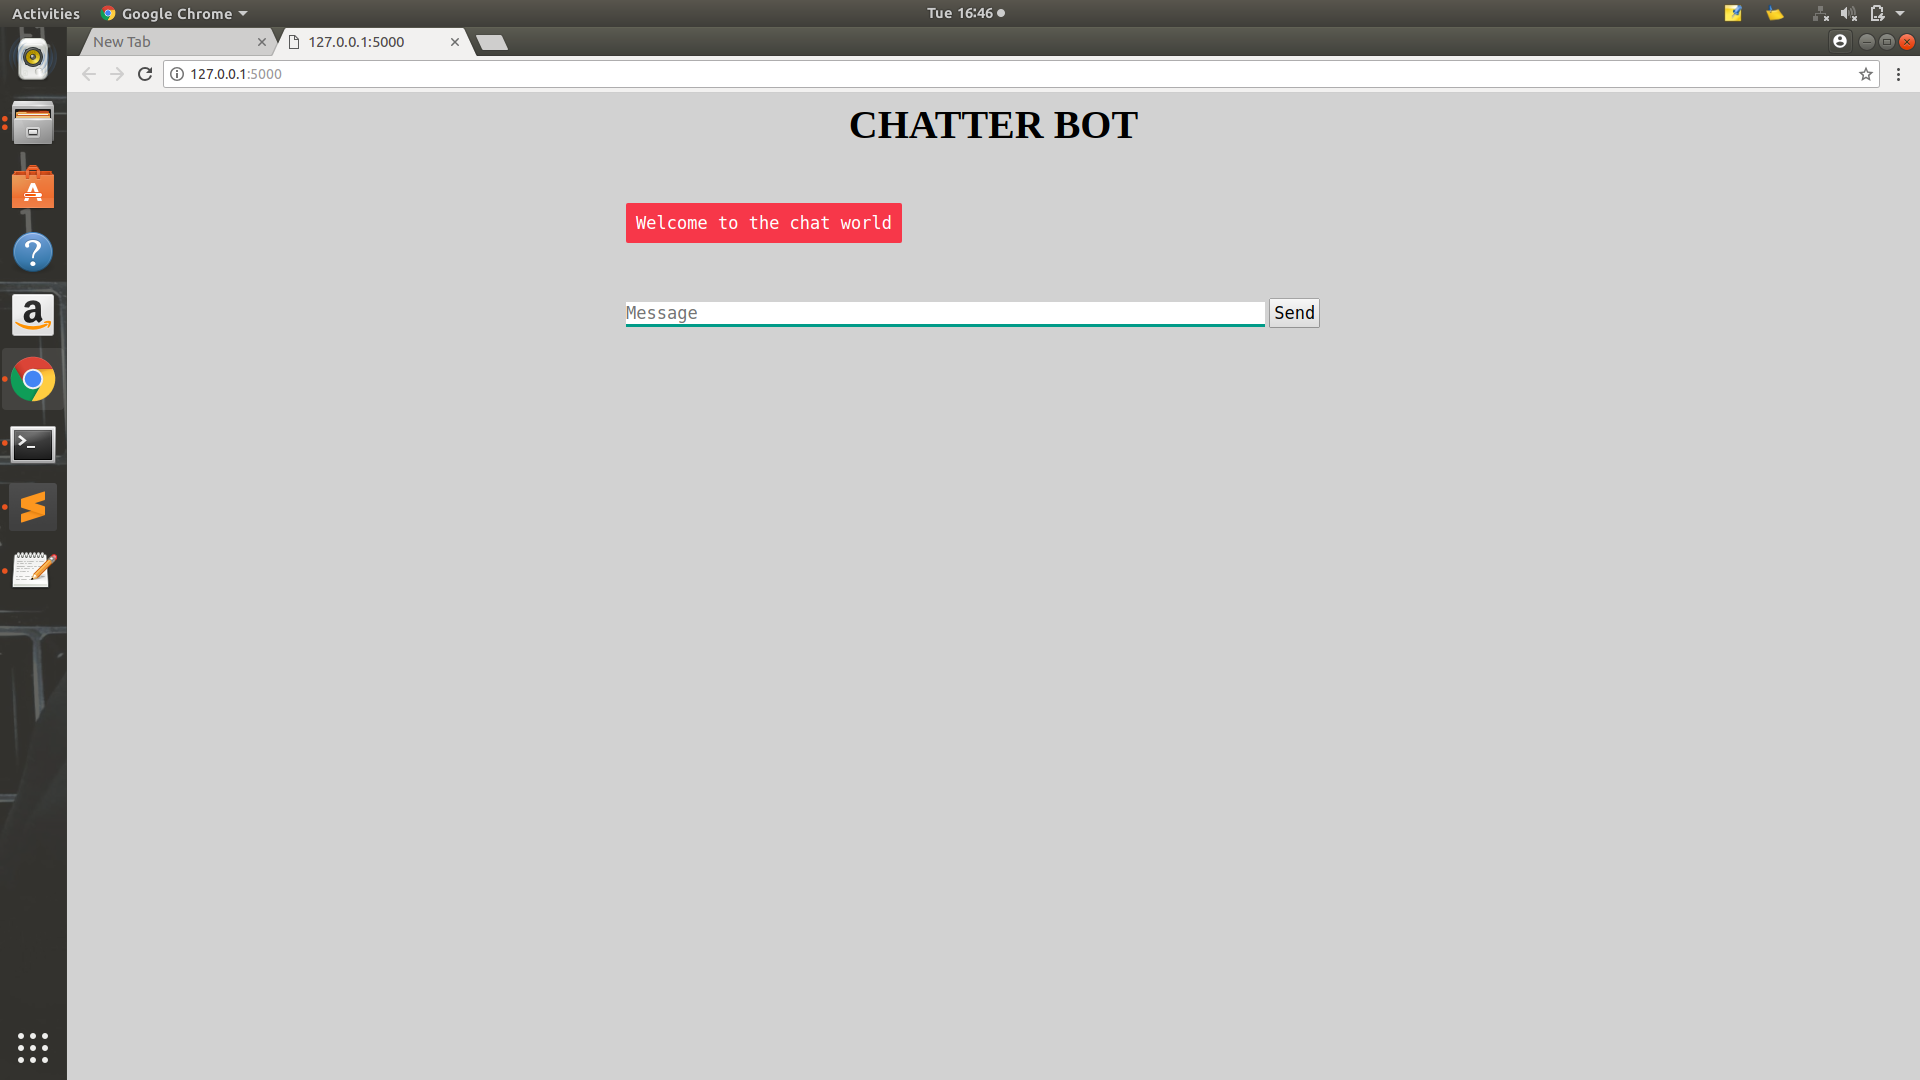 Activities Google Chrome Tue 16:46
New Tab 127.0.0.1:5000
127.0.0.1:5000
CHATTER BOT
Welcome to the chat world
Message Send